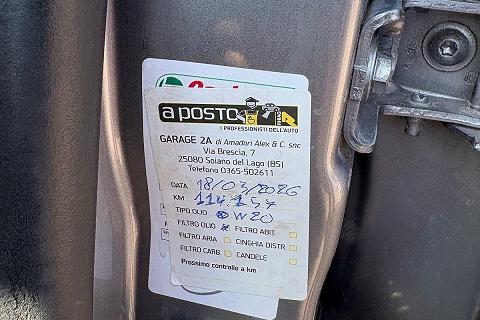 a posto
I PROFESSIONISTI DELL'AUTO
GARAGE 2A di Amadori Alex & C. snc
Via Brescia, 7
25080 Soiano del Lago (BS)
Telefono 0365-502611
DATA 18/03/2026
KM 114.154
TIPO OLIO 0W20
FILTRO OLIO FILTRO ABIT.
FILTRO ARIA CINGHIA DISTR.
FILTRO CARB. CANDELE
Prossimo controllo a km